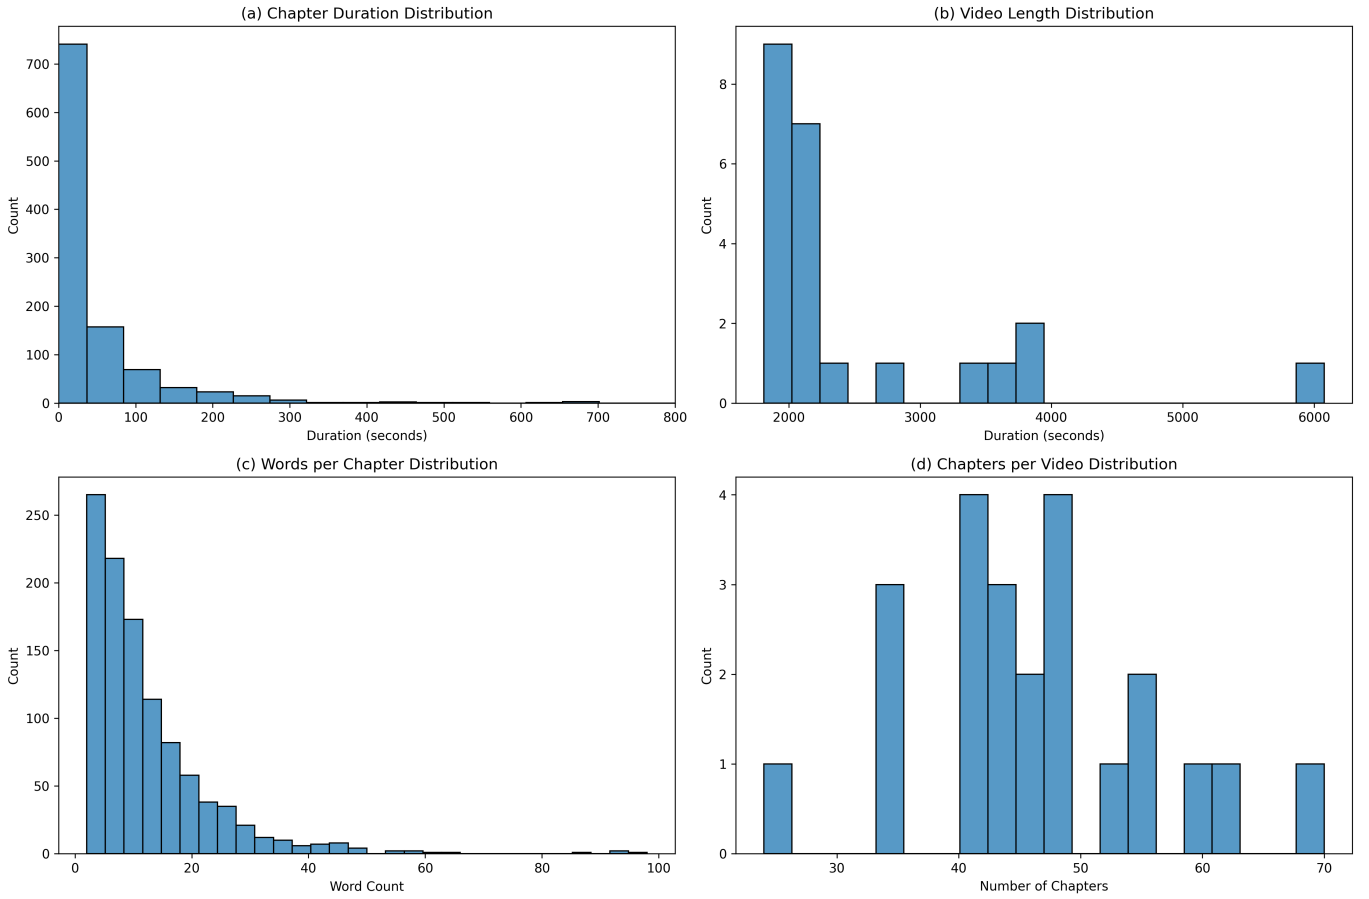 (a) Chapter Duration Distribution
700
600
500
400
300
200
100
0
Count
0 100 200 300 400 500 600 700 800
Duration (seconds)
(b) Video Length Distribution
8
6
4
2
0
Count
2000 3000 4000 5000 6000
Duration (seconds)
(c) Words per Chapter Distribution
250
200
150
100
50
0
Count
0 20 40 60 80 100
Word Count
(d) Chapters per Video Distribution
4
3
2
1
0
Count
30 40 50 60 70
Number of Chapters